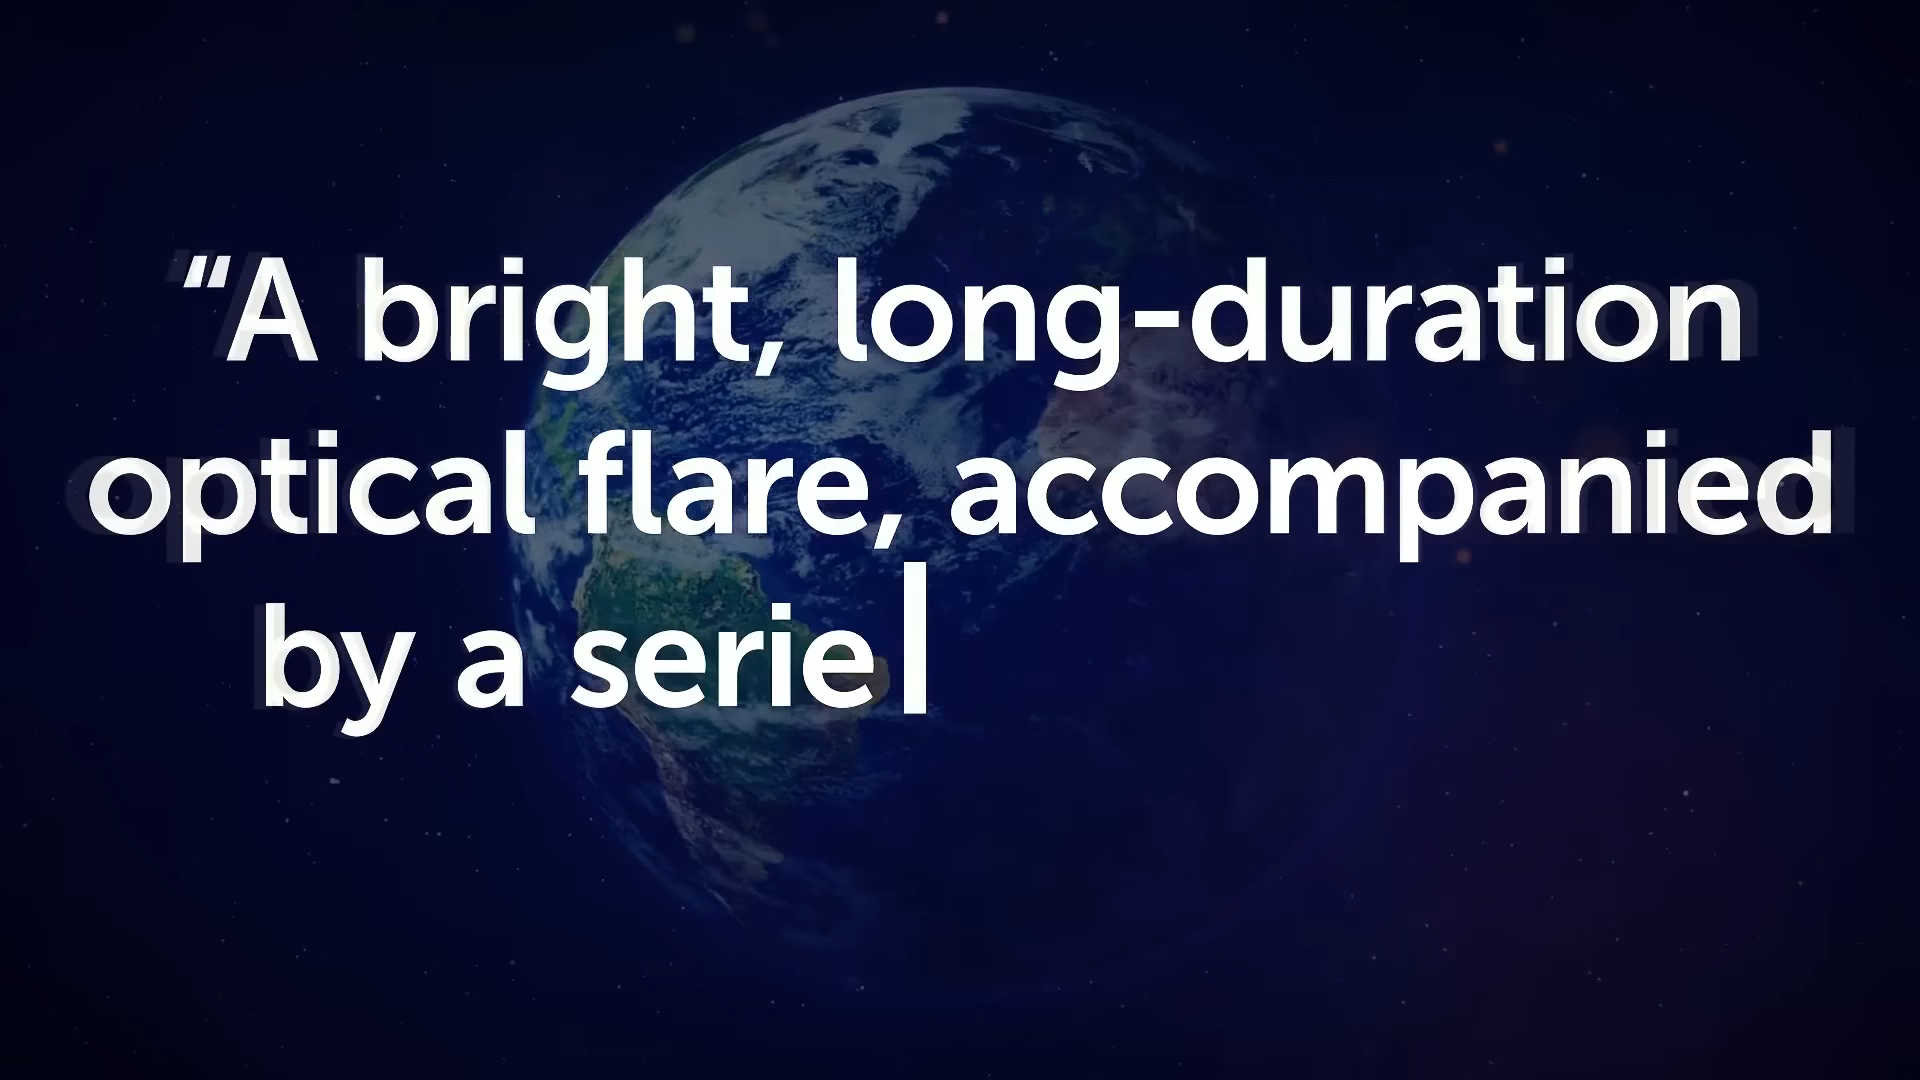 “A bright, long-duration
optical flare, accompanied
by a serie